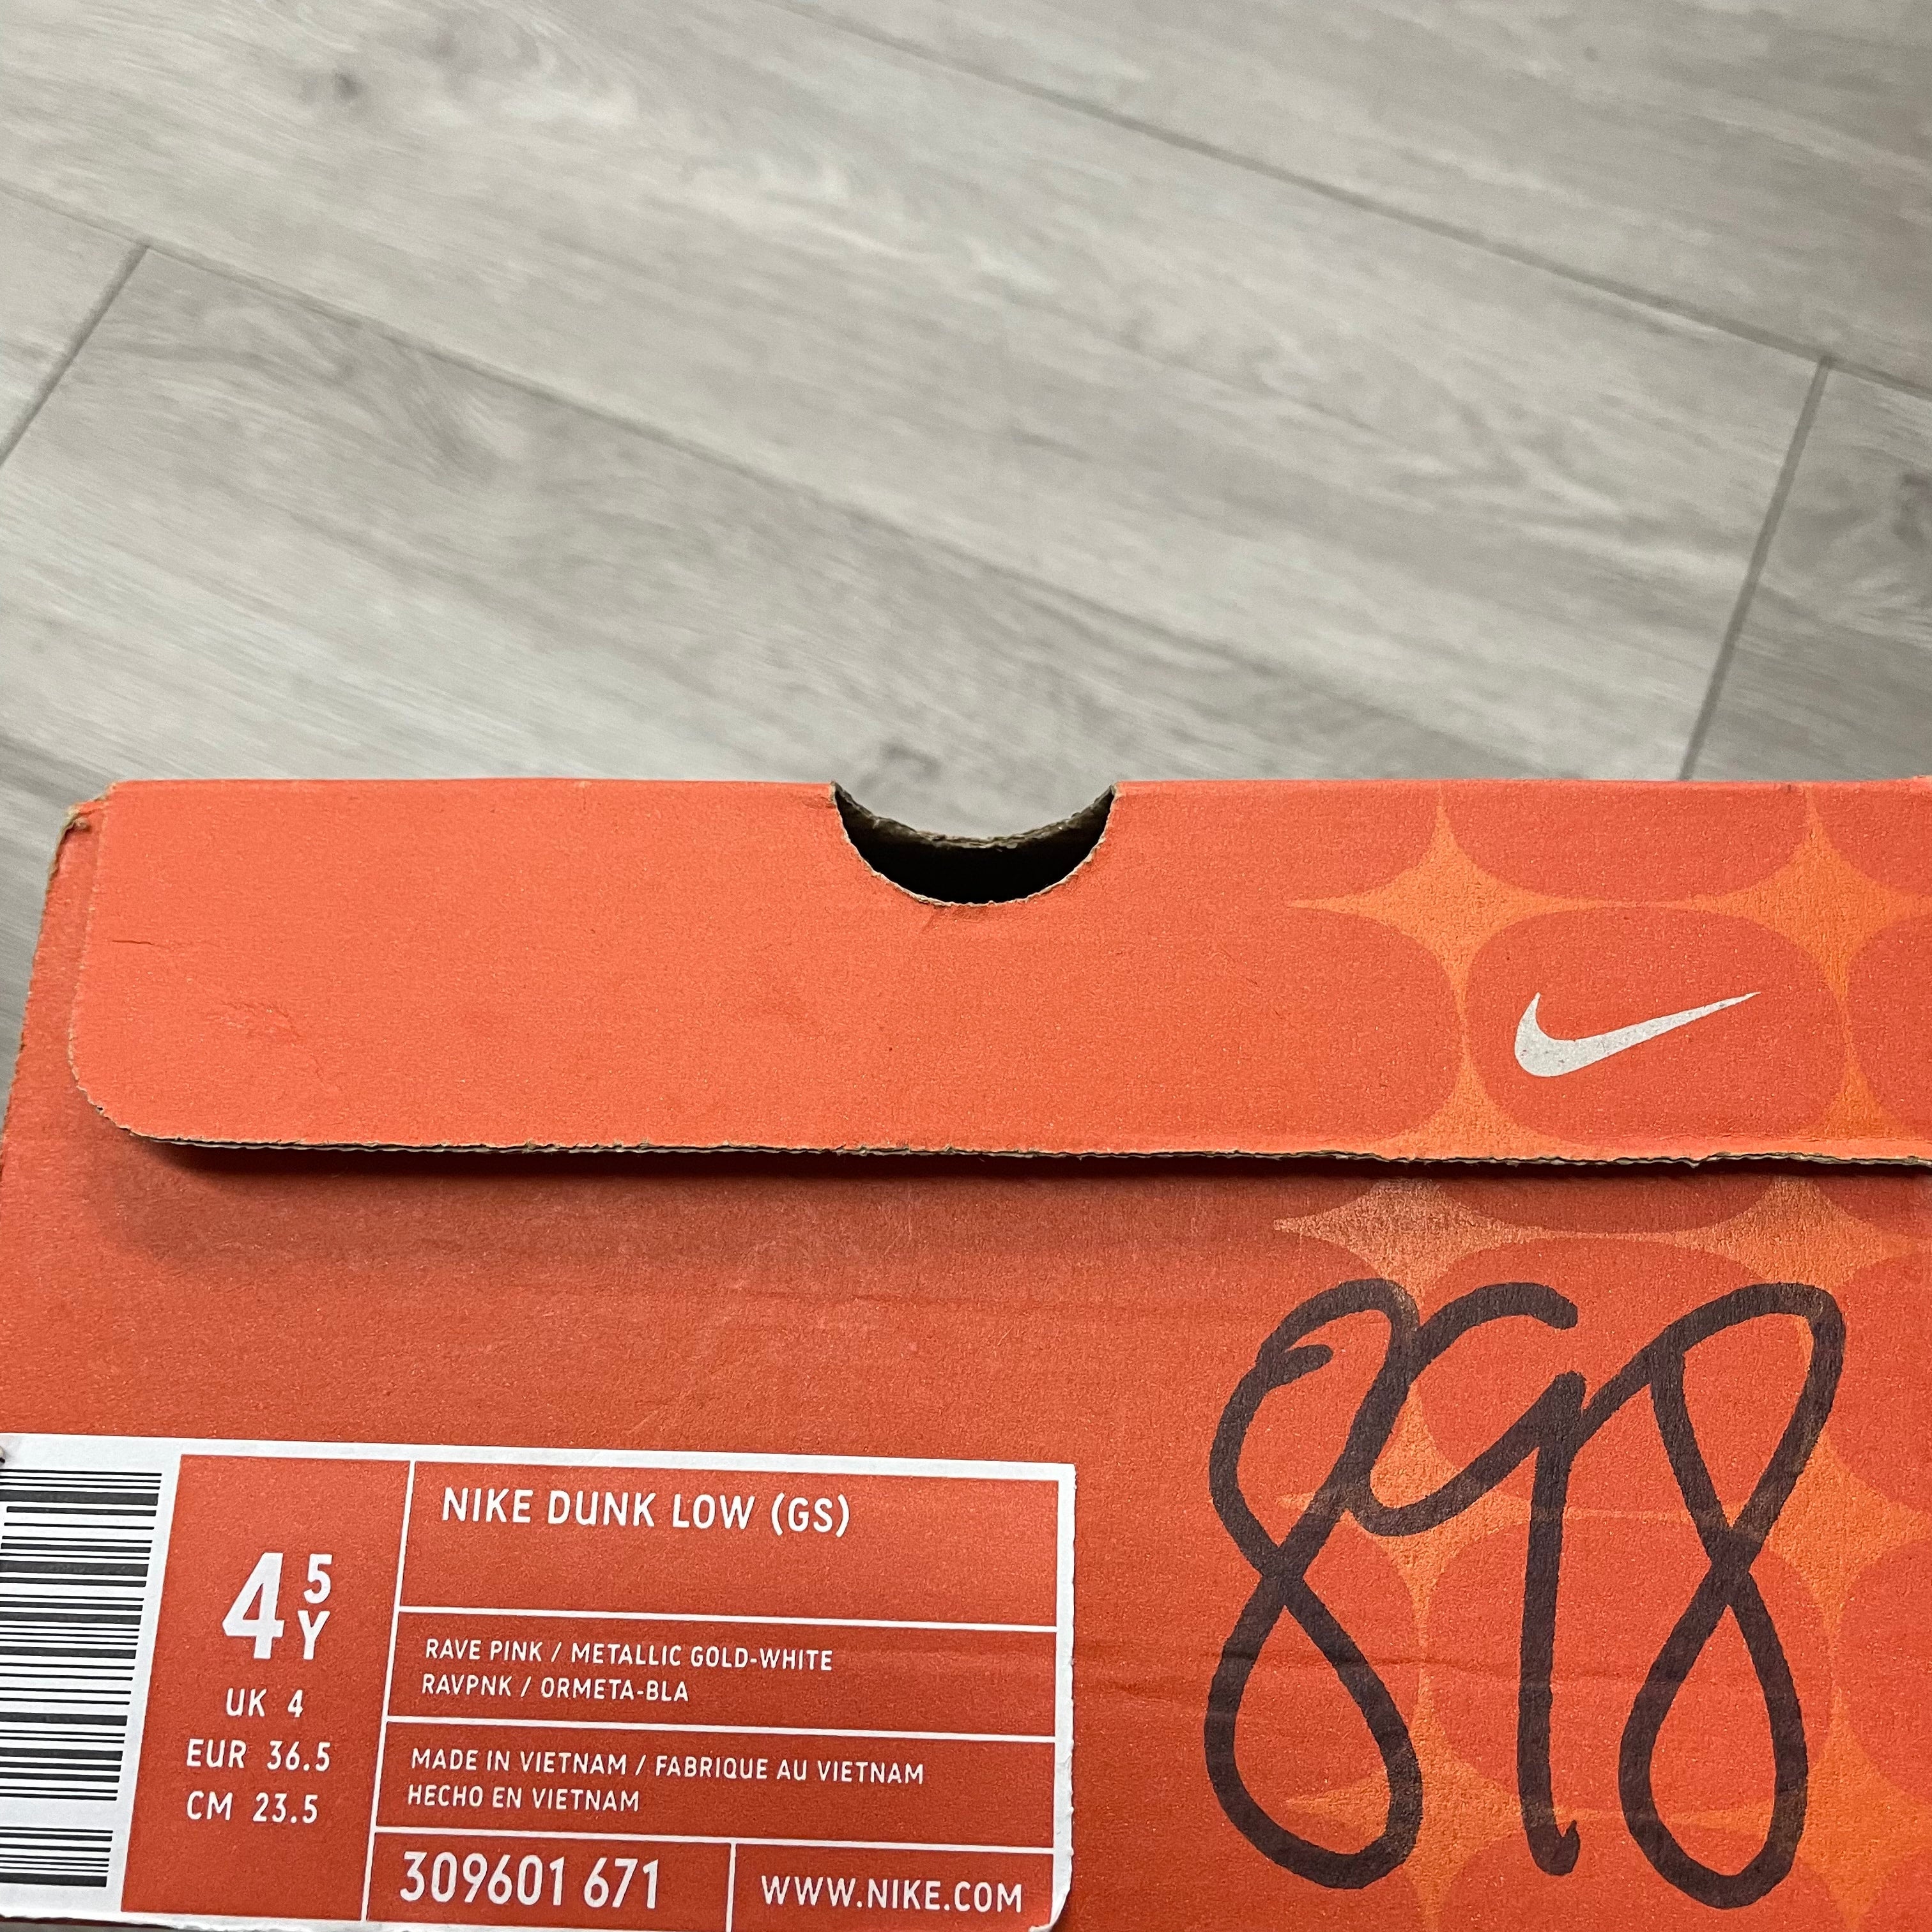 898
NIKE DUNK LOW (GS)
4 5
Y
UK 4
EUR 36.5
CM 23.5
RAVE PINK / METALLIC GOLD-WHITE
RAVPNK / ORMETA-BLA
MADE IN VIETNAM / FABRIQUE AU VIETNAM
HECHO EN VIETNAM
309601 671
WWW.NIKE.COM